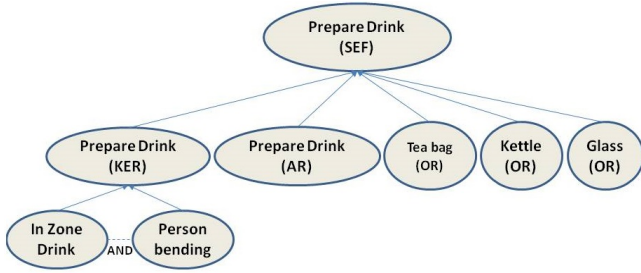 Prepare Drink
(SEF)
Prepare Drink
(KER)
Prepare Drink
(AR)
Tea bag
(OR)
Kettle
(OR)
Glass
(OR)
In Zone
Drink
AND
Person
bending